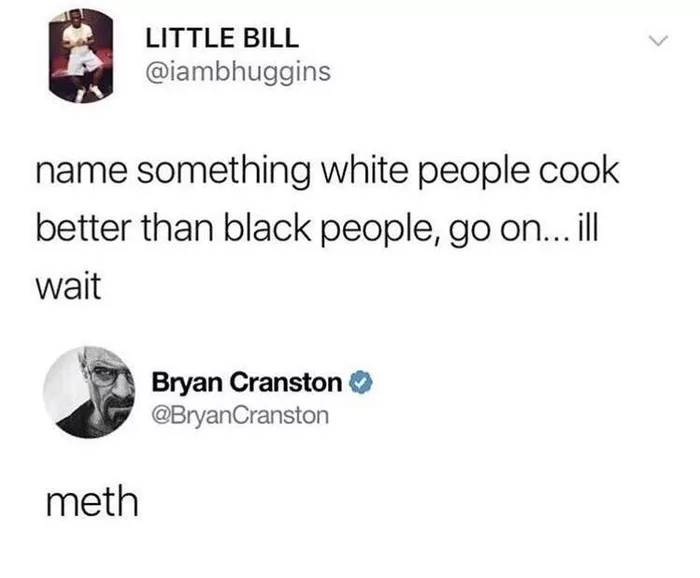 LITTLE BILL
@iambhuggins
name something white people cook
better than black people, go on... ill
wait
Bryan Cranston
@BryanCranston
meth